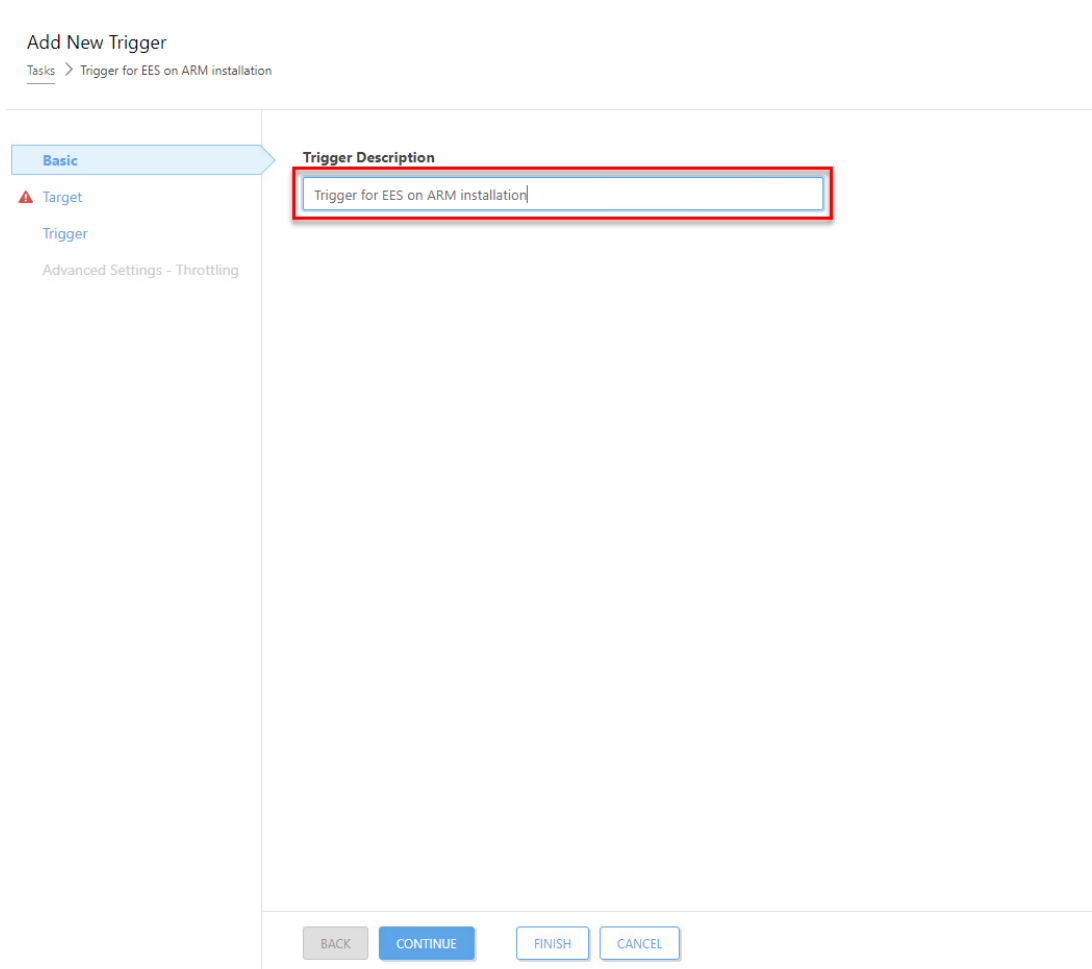 Add New Trigger
Tasks > Trigger for EES on ARM installation
Basic
Target
Trigger
Advanced Settings - Throttling
Trigger Description
Trigger for EES on ARM installation
BACK CONTINUE FINISH CANCEL